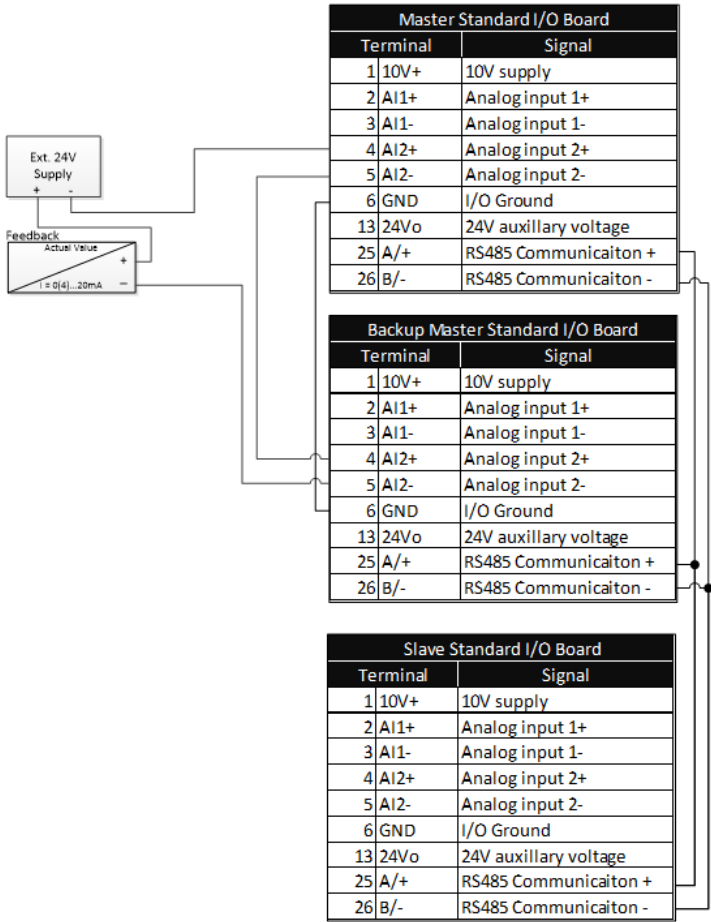 Master Standard I/O Board
Terminal Signal
1 10V+ 10V supply
2 AI1+ Analog input 1+
3 AI1- Analog input 1-
4 AI2+ Analog input 2+
5 AI2- Analog input 2-
6 GND I/O Ground
13 24Vo 24V auxillary voltage
25 A/+ RS485 Communicaiton +
26 B/- RS485 Communicaiton -
Ext. 24V
Supply
+ -
Feedback
Actual Value
+
I = 0(4)...20mA −
Backup Master Standard I/O Board
Terminal Signal
1 10V+ 10V supply
2 AI1+ Analog input 1+
3 AI1- Analog input 1-
4 AI2+ Analog input 2+
5 AI2- Analog input 2-
6 GND I/O Ground
13 24Vo 24V auxillary voltage
25 A/+ RS485 Communicaiton +
26 B/- RS485 Communicaiton -
Slave Standard I/O Board
Terminal Signal
1 10V+ 10V supply
2 AI1+ Analog input 1+
3 AI1- Analog input 1-
4 AI2+ Analog input 2+
5 AI2- Analog input 2-
6 GND I/O Ground
13 24Vo 24V auxillary voltage
25 A/+ RS485 Communicaiton +
26 B/- RS485 Communicaiton -